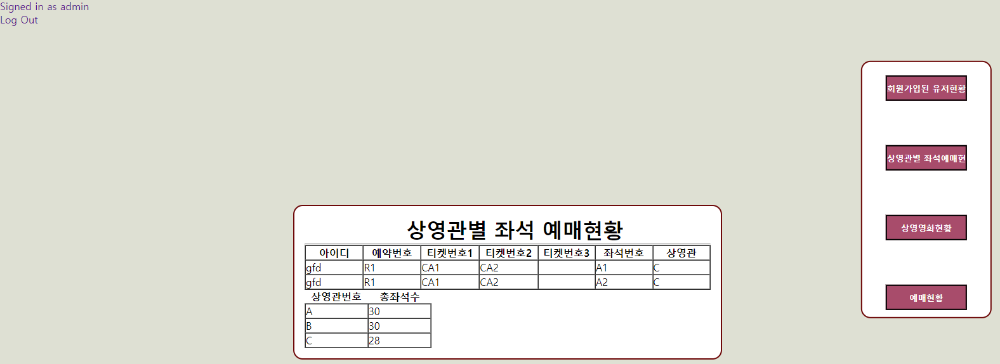 Signed in as admin
Log Out
회원가입된 유저현황
상영관별 좌석예매현
상영영화현황
예매현황
상영관별 좌석 예매현황
아이디 예약번호 티켓번호1 티켓번호2 티켓번호3 좌석번호 상영관
gfd R1 CA1 CA2 A1 C
gfd R1 CA1 CA2 A2 C
상영관번호 총좌석수
A 30
B 30
C 28